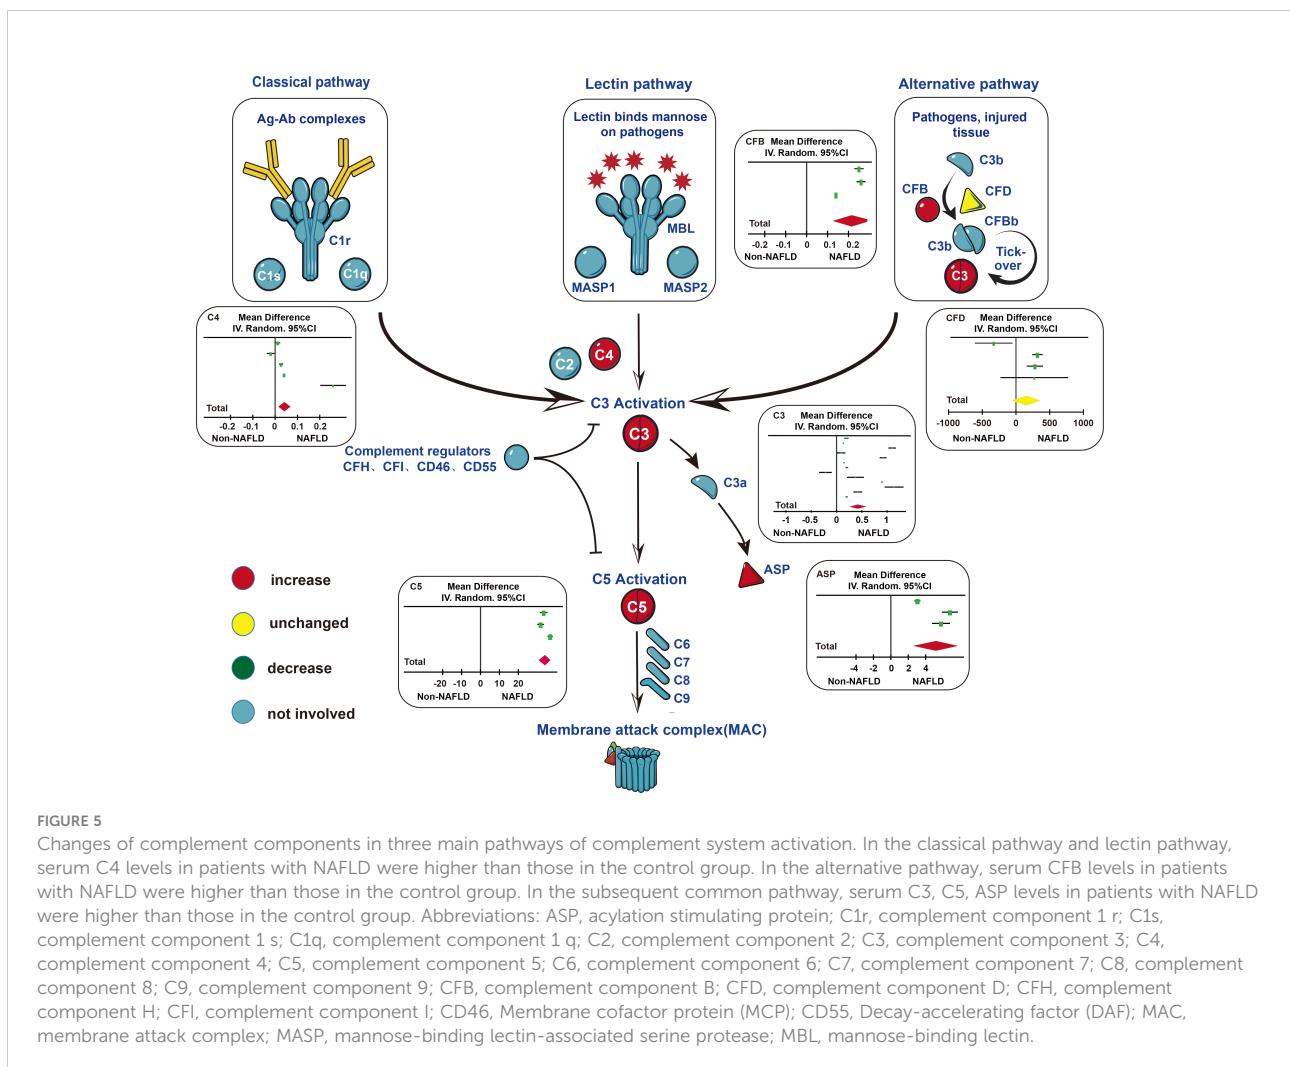 Classical pathway
Ag-Ab complexes
C1r
C1s
C1q
Lectin pathway
Lectin binds mannose
on pathogens
MBL
MASP1
MASP2
CFB Mean Difference
IV. Random. 95%CI
Total
-0.2 -0.1 0 0.1 0.2
Non-NAFLD NAFLD
Alternative pathway
Pathogens, injured
tissue
C3b
CFB
CFD
CFBb
C3b
Tick-
over
C3
C4 Mean Difference
IV. Random. 95%CI
Total
-0.2 -0.1 0 0.1 0.2
Non-NAFLD NAFLD
C2
C4
CFD Mean Difference
IV. Random. 95%CI
Total
-1000 -500 0 500 1000
Non-NAFLD NAFLD
C3 Activation
C3
Complement regulators
CFH、CFI、CD46、CD55
C3a
C3 Mean Difference
IV. Random. 95%CI
Total
-1 -0.5 0 0.5 1
Non-NAFLD NAFLD
ASP
ASP Mean Difference
IV. Random. 95%CI
Total
-4 -2 0 2 4
Non-NAFLD NAFLD
increase
unchanged
decrease
not involved
C5 Mean Difference
IV. Random. 95%CI
Total
-20 -10 0 10 20
Non-NAFLD NAFLD
C5 Activation
C5
C6
C7
C8
C9
Membrane attack complex(MAC)
FIGURE 5
Changes of complement components in three main pathways of complement system activation. In the classical pathway and lectin pathway,
serum C4 levels in patients with NAFLD were higher than those in the control group. In the alternative pathway, serum CFB levels in patients
with NAFLD were higher than those in the control group. In the subsequent common pathway, serum C3, C5, ASP levels in patients with NAFLD
were higher than those in the control group. Abbreviations: ASP, acylation stimulating protein; C1r, complement component 1 r; C1s,
complement component 1 s; C1q, complement component 1 q; C2, complement component 2; C3, complement component 3; C4,
complement component 4; C5, complement component 5; C6, complement component 6; C7, complement component 7; C8, complement
component 8; C9, complement component 9; CFB, complement component B; CFD, complement component D; CFH, complement
component H; CFI, complement component I; CD46, Membrane cofactor protein (MCP); CD55, Decay-accelerating factor (DAF); MAC,
membrane attack complex; MASP, mannose-binding lectin-associated serine protease; MBL, mannose-binding lectin.